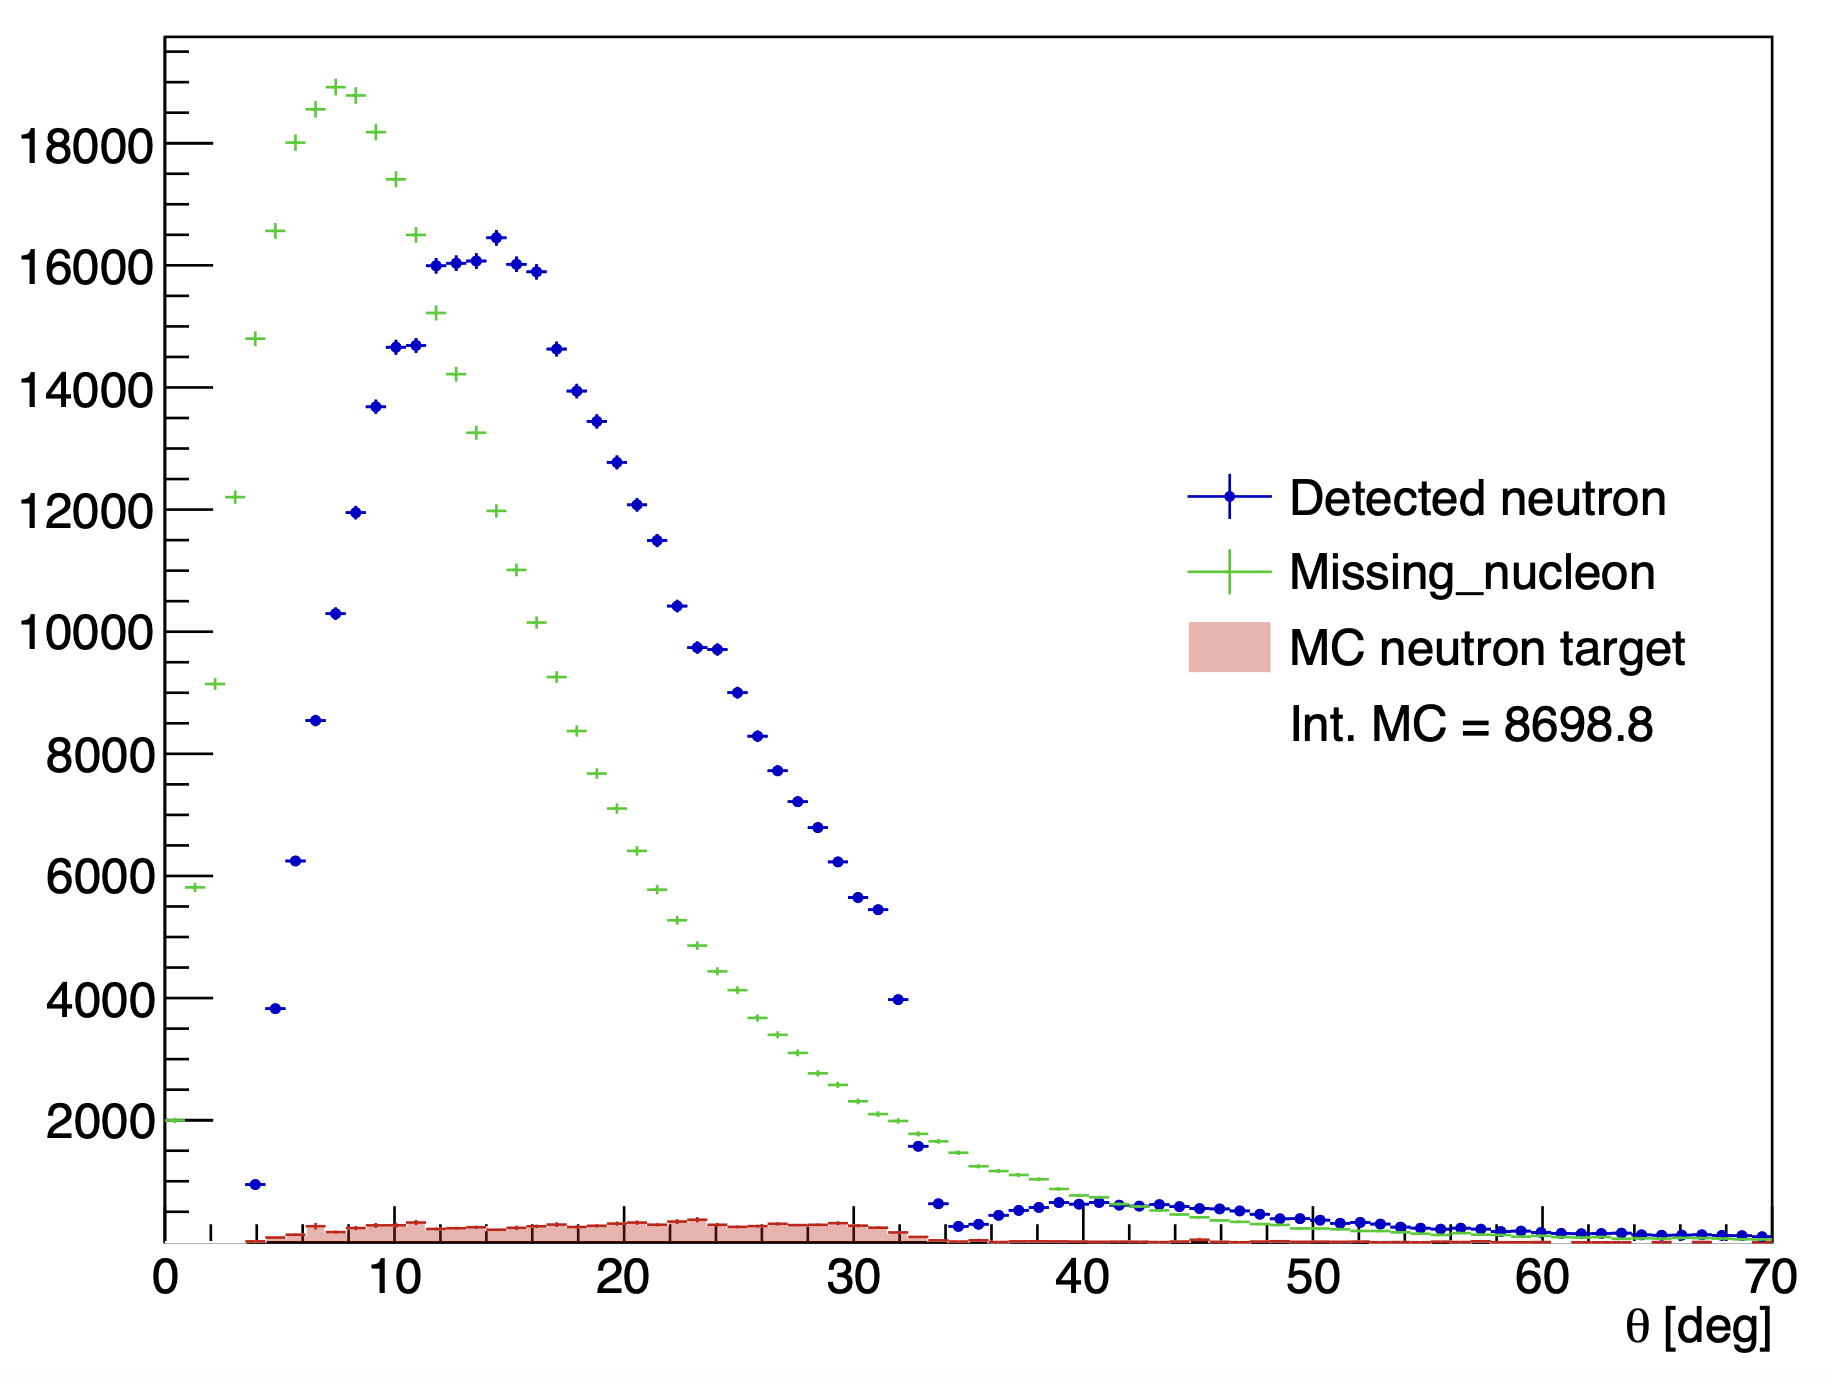 18000
16000
14000
12000
10000
8000
6000
4000
2000
Detected neutron
Missing_nucleon
MC neutron target
Int. MC = 8698.8
0 10 20 30 40 50 60 70
θ [deg]